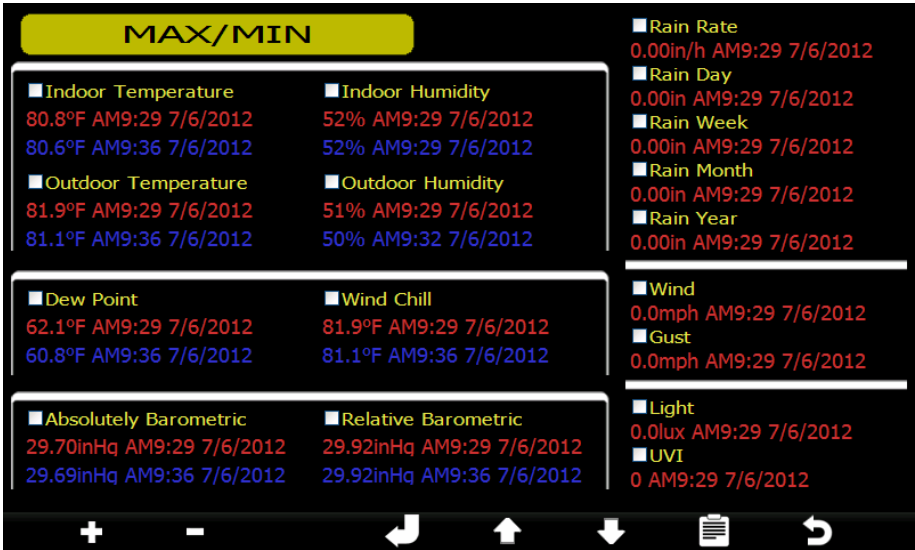 MAX/MIN
Indoor Temperature
80.8ºF AM9:29 7/6/2012
80.6ºF AM9:36 7/6/2012
Indoor Humidity
52% AM9:29 7/6/2012
52% AM9:29 7/6/2012
Outdoor Temperature
81.9ºF AM9:29 7/6/2012
81.1ºF AM9:36 7/6/2012
Outdoor Humidity
51% AM9:29 7/6/2012
50% AM9:32 7/6/2012
Dew Point
62.1ºF AM9:29 7/6/2012
60.8ºF AM9:36 7/6/2012
Wind Chill
81.9ºF AM9:29 7/6/2012
81.1ºF AM9:36 7/6/2012
Absolutely Barometric
29.70inHg AM9:29 7/6/2012
29.69inHg AM9:36 7/6/2012
Relative Barometric
29.92inHg AM9:29 7/6/2012
29.92inHg AM9:36 7/6/2012
Rain Rate
0.00in/h AM9:29 7/6/2012
Rain Day
0.00in AM9:29 7/6/2012
Rain Week
0.00in AM9:29 7/6/2012
Rain Month
0.00in AM9:29 7/6/2012
Rain Year
0.00in AM9:29 7/6/2012
Wind
0.0mph AM9:29 7/6/2012
Gust
0.0mph AM9:29 7/6/2012
Light
0.0lux AM9:29 7/6/2012
UVI
0 AM9:29 7/6/2012